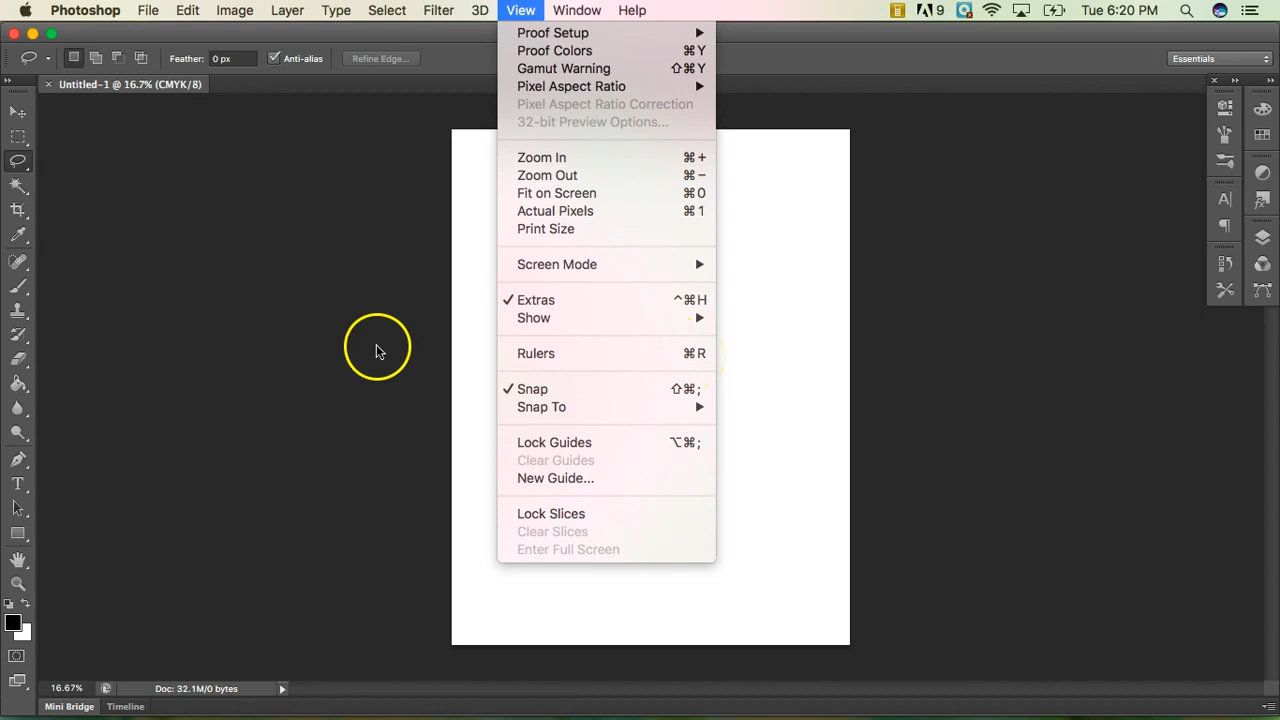 Photoshop File Edit Image Layer Type Select Filter 3D View Window Help 9 Tue 6:20 PM
Feather: 0 px Anti-alias Refine Edge... Essentials
× Untitled-1 @ 16.7% (CMYK/8)
Proof Setup
Proof Colors ⌘Y
Gamut Warning ⇧⌘Y
Pixel Aspect Ratio
Pixel Aspect Ratio Correction
32-bit Preview Options...
Zoom In ⌘+
Zoom Out ⌘−
Fit on Screen ⌘0
Actual Pixels ⌘1
Print Size
Screen Mode
✓ Extras ^⌘H
Show
Rulers ⌘R
✓ Snap ⇧⌘;
Snap To
Lock Guides ⌥⌘;
Clear Guides
New Guide...
Lock Slices
Clear Slices
Enter Full Screen
16.67% Doc: 32.1M/0 bytes
Mini Bridge Timeline